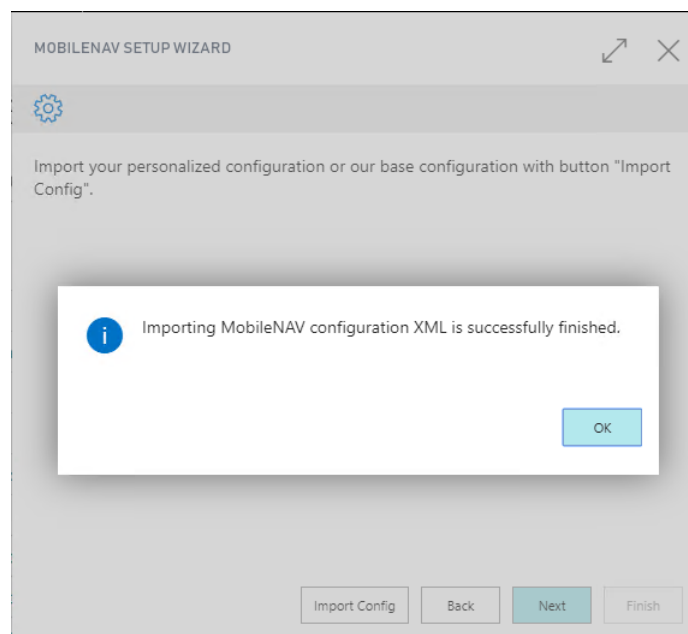 MOBILENAV SETUP WIZARD
Import your personalized configuration or our base configuration with button "Import
Config".
i
Importing MobileNAV configuration XML is successfully finished.
OK
Import Config
Back
Next
Finish